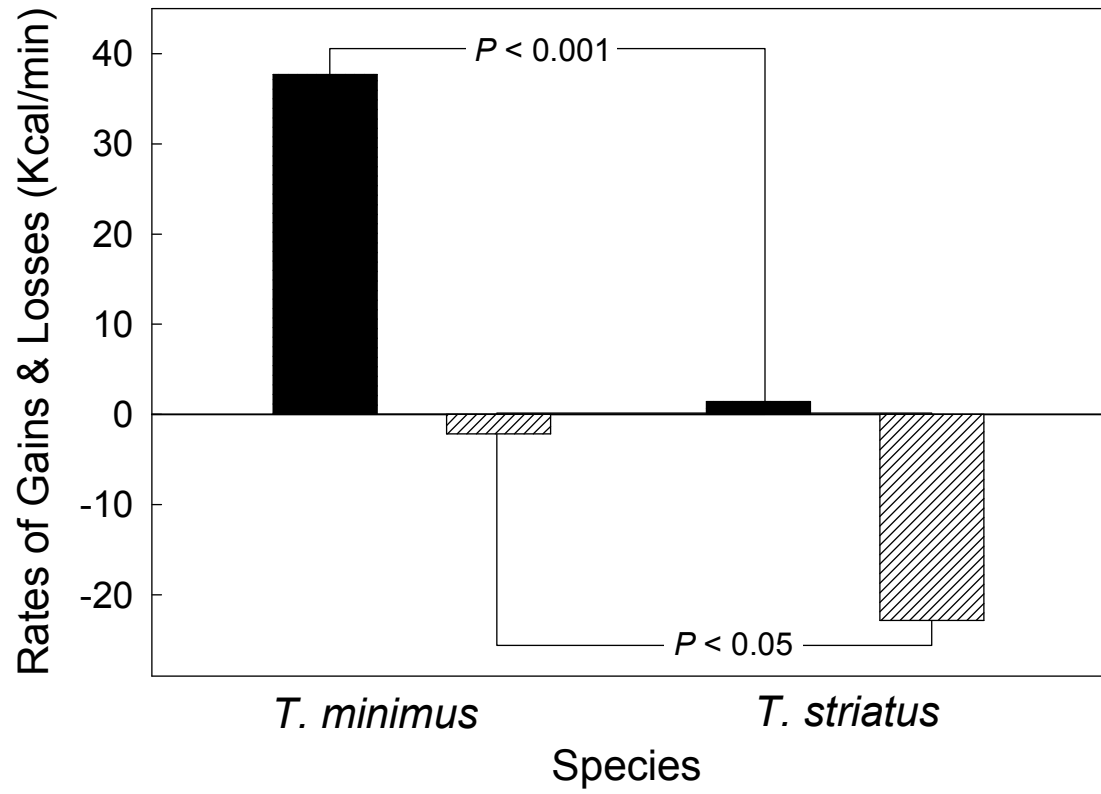 Rates of Gains & Losses (Kcal/min)
40
30
20
10
0
-10
-20
P < 0.001
P < 0.05
T. minimus
T. striatus
Species